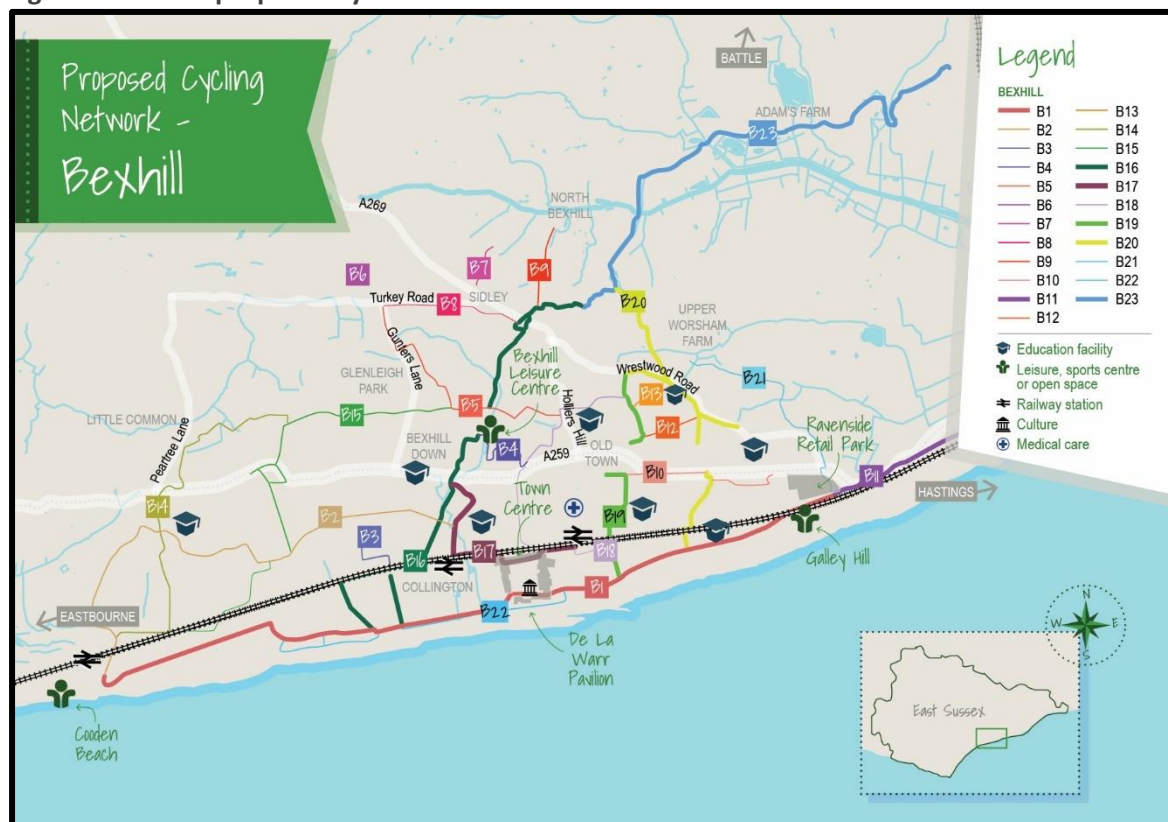 Proposed Cycling
Network -
Bexhill
BATTLE
ADAM'S FARM
B23
A269
NORTH
BEXHILL
B6
B7
B9
SIDLEY
Turkey Road
B8
B20
UPPER
WORSHAM
FARM
Gunters Lane
Bexhill
Leisure
Centre
GLENLEIGH
PARK
Wrestwood Road
B21
Holliers Hill
B13
LITTLE COMMON
B15
B5
B12
Peartree Lane
BEXHILL
DOWN
B4
A259
OLD
TOWN
Ravenside
Retail Park
B10
B11
HASTINGS
Town
Centre
B14
B2
B3
B19
B17
B18
Galley Hill
B16
COLLINGTON
B1
EASTBOURNE
B22
De La
Warr
Pavilion
Cooden
Beach
Legend
BEXHILL
B1
B2
B3
B4
B5
B6
B7
B8
B9
B10
B11
B12
B13
B14
B15
B16
B17
B18
B19
B20
B21
B22
B23
Education facility
Leisure, sports centre
or open space
Railway station
Culture
Medical care
N
W
E
S
East Sussex